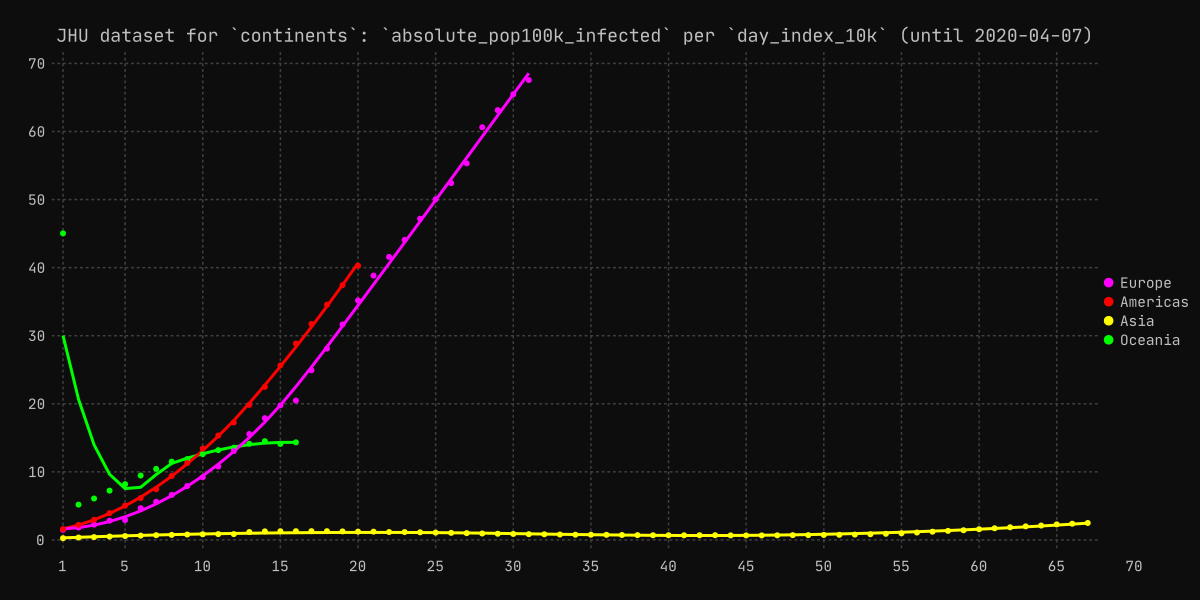 JHU dataset for `continents`: `absolute_pop100k_infected` per `day_index_10k` (until 2020-04-07)
70
60
50
40
30
20
10
0
Europe
Americas
Asia
Oceania
1 5 10 15 20 25 30 35 40 45 50 55 60 65 70